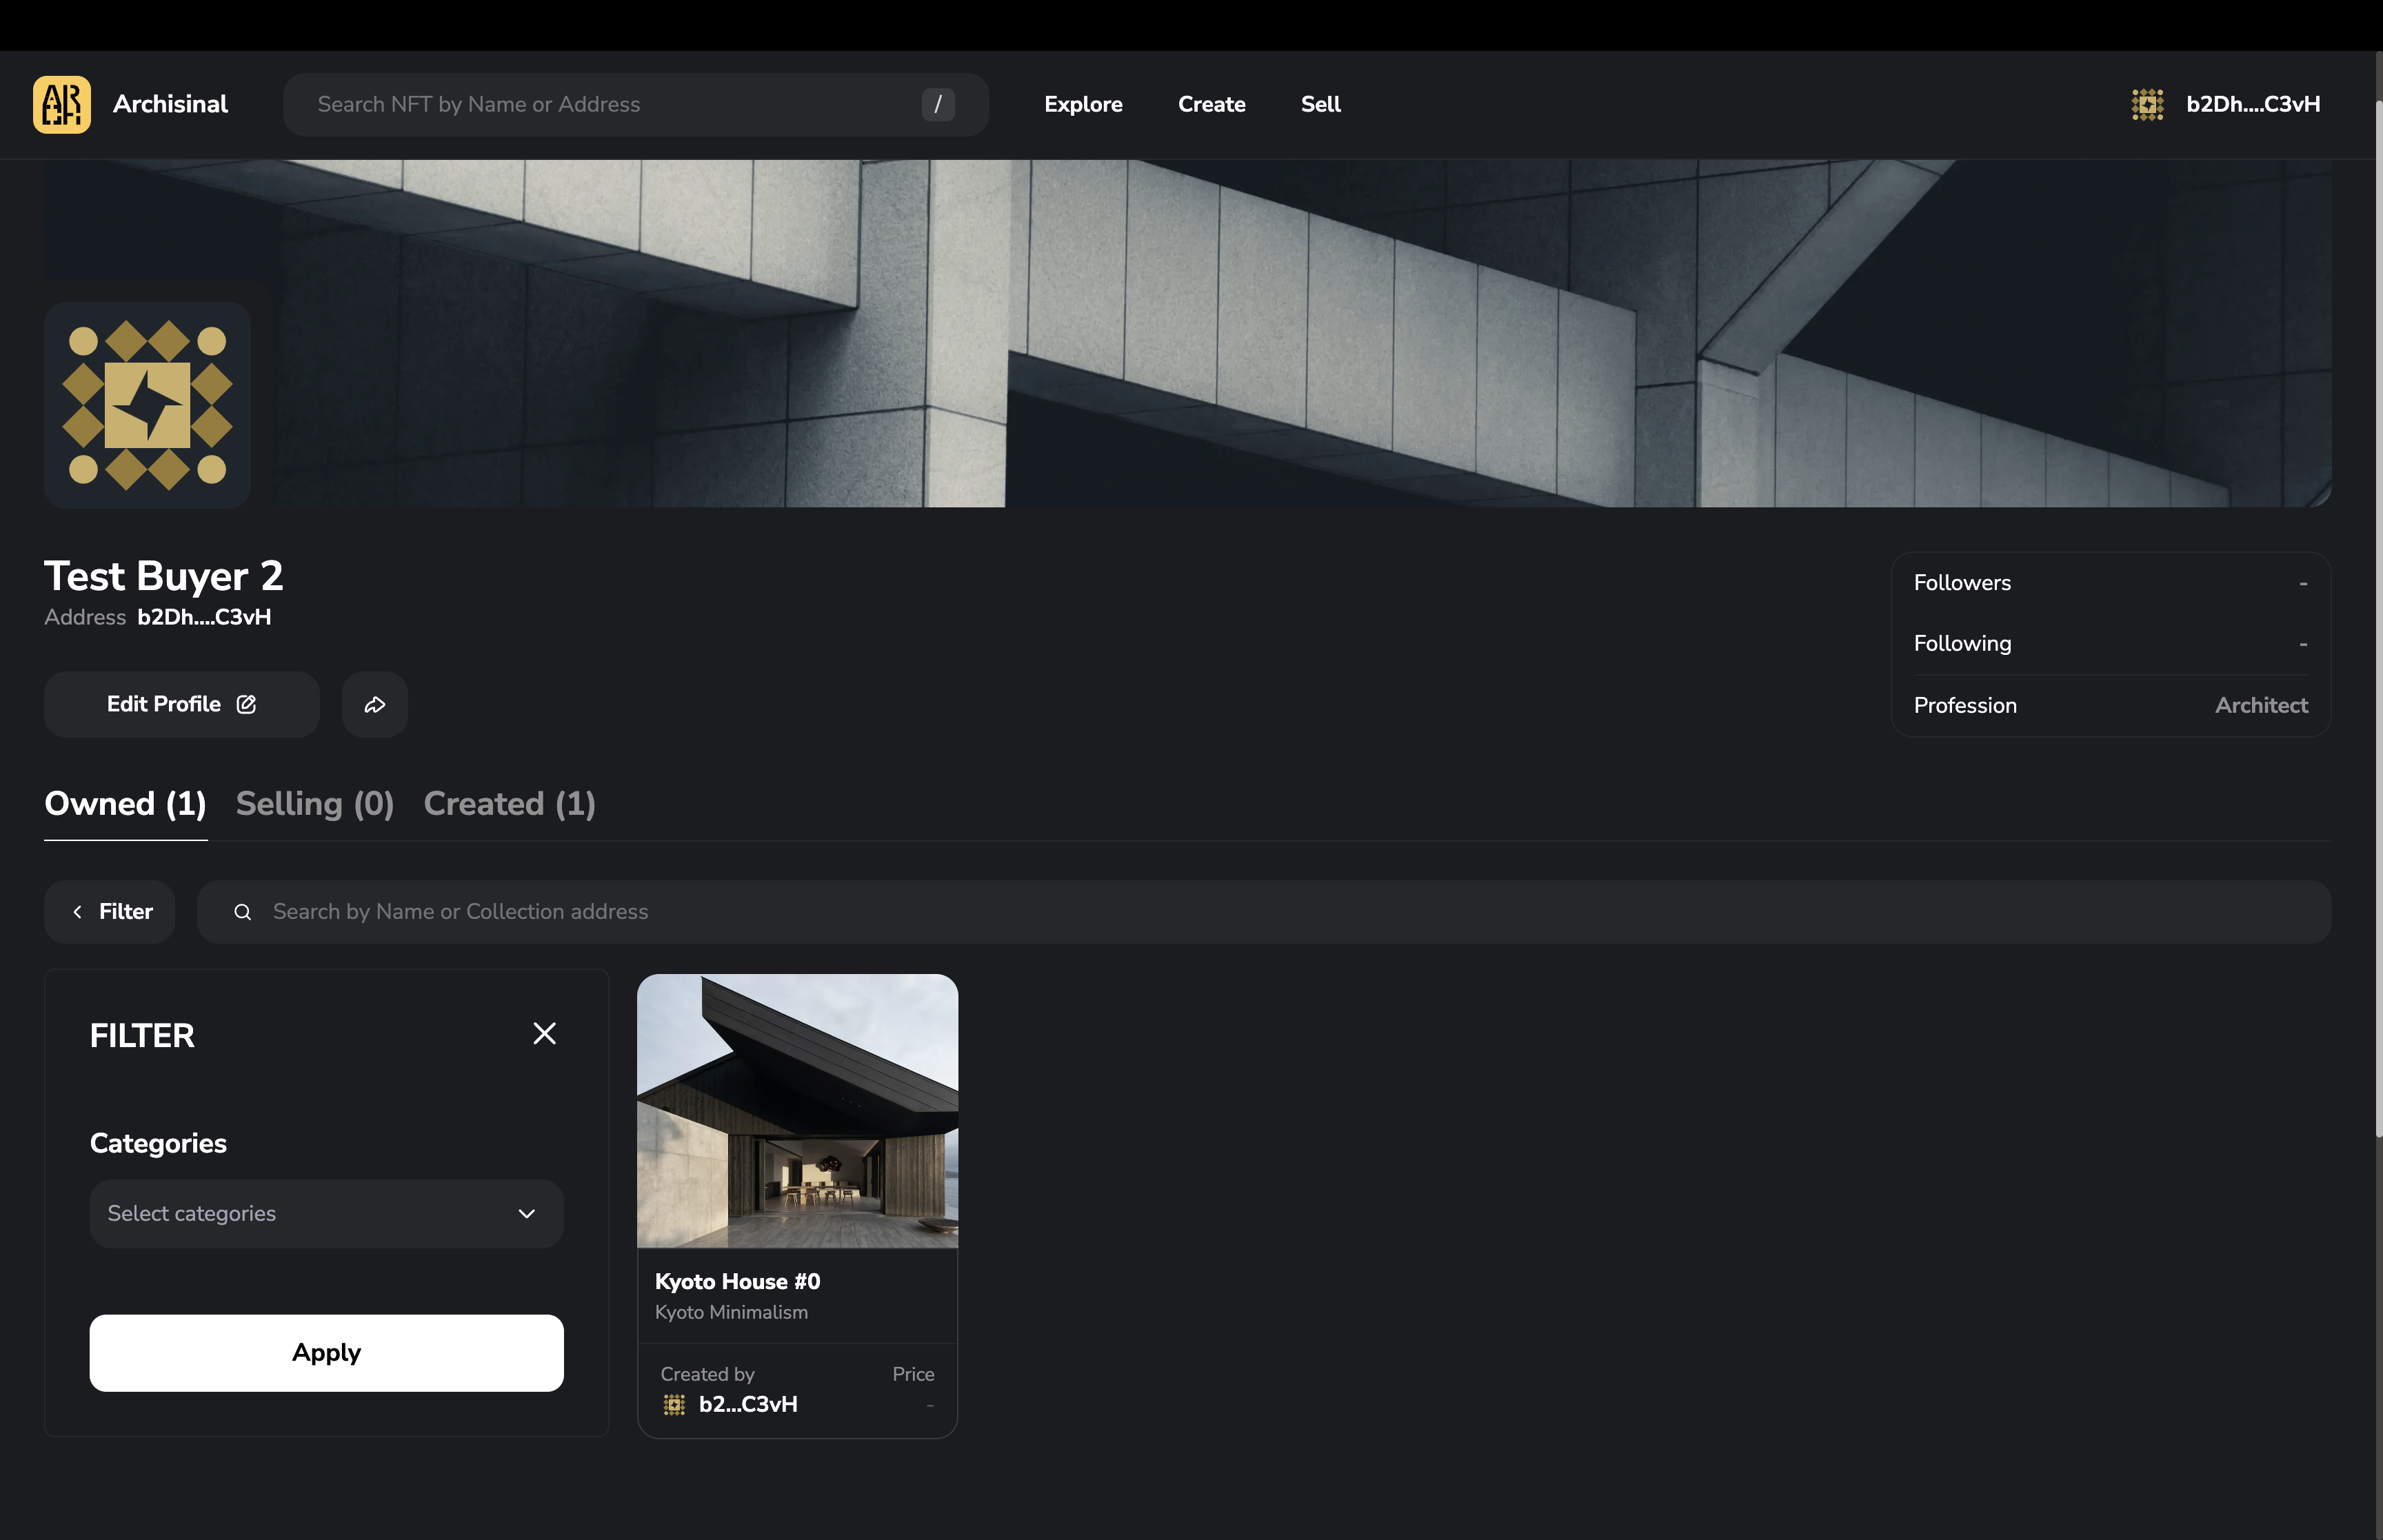 Archisinal
Search NFT by Name or Address
/
Explore
Create
Sell
b2Dh....C3vH
Test Buyer 2
Address b2Dh....C3vH
Edit Profile
Followers -
Following -
Profession Architect
Owned (1)
Selling (0)
Created (1)
Filter
Search by Name or Collection address
FILTER
Categories
Select categories
Apply
Kyoto House #0
Kyoto Minimalism
Created by
Price
b2...C3vH
-